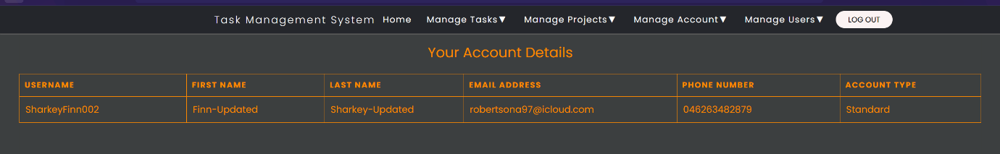 Task Management System Home Manage Tasks▼ Manage Projects▼ Manage Account▼ Manage Users▼ LOG OUT
Your Account Details
USERNAME FIRST NAME LAST NAME EMAIL ADDRESS PHONE NUMBER ACCOUNT TYPE
SharkeyFinn002 Finn-Updated Sharkey-Updated robertsona97@icloud.com 046263482879 Standard